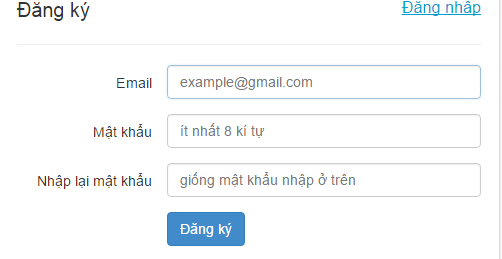 Đăng ký
Đăng nhập
Email
example@gmail.com
Mật khẩu
ít nhất 8 kí tự
Nhập lại mật khẩu
giống mật khẩu nhập ở trên
Đăng ký